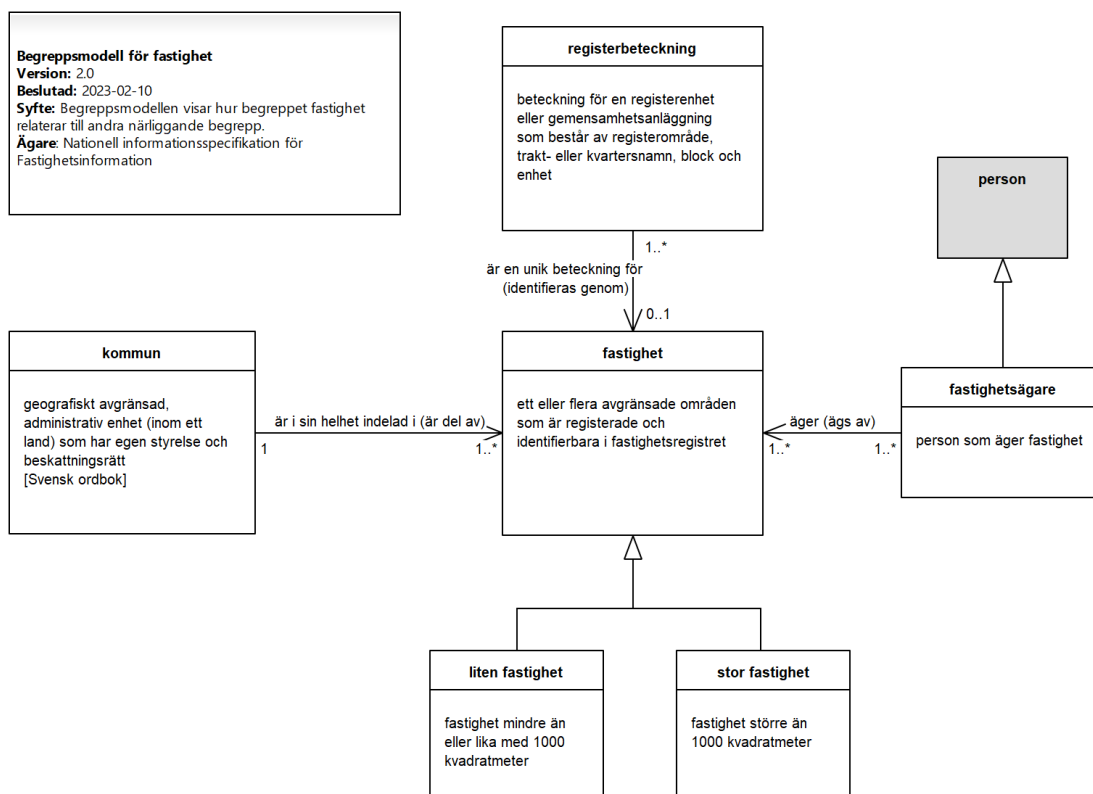 Begreppsmodell för fastighet
Version: 2.0
Beslutad: 2023-02-10
Syfte: Begreppsmodellen visar hur begreppet fastighet
relaterar till andra närliggande begrepp.
Ägare: Nationell informationsspecifikation för
Fastighetsinformation
registerbeteckning
beteckning för en registerenhet
eller gemensamhetsanläggning
som består av registerområde,
trakt- eller kvartersnamn, block och
enhet
person
1..*
är en unik beteckning för
(identifieras genom)
0..1
kommun
geografiskt avgränsad,
administrativ enhet (inom ett
land) som har egen styrelse och
beskattningsrätt
[Svensk ordbok]
är i sin helhet indelad i (är del av)
1
1..*
fastighet
ett eller flera avgränsade områden
som är registerade och
identifierbara i fastighetsregistret
äger (ägs av)
1..*
1..*
fastighetsägare
person som äger fastighet
liten fastighet
fastighet mindre än
eller lika med 1000
kvadratmeter
stor fastighet
fastighet större än
1000 kvadratmeter